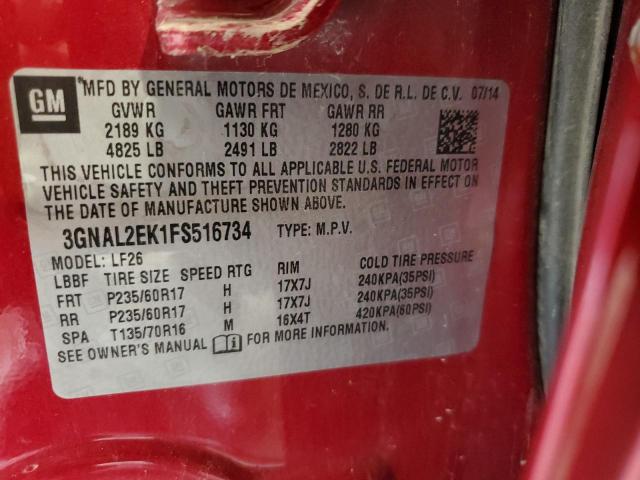 GM
*MFD BY GENERAL MOTORS DE MEXICO, S. DE R.L. DE C.V. 07/14
GVWR GAWR FRT GAWR RR
2189 KG 1130 KG 1280 KG
4825 LB 2491 LB 2822 LB
THIS VEHICLE CONFORMS TO ALL APPLICABLE U.S. FEDERAL MOTOR
VEHICLE SAFETY AND THEFT PREVENTION STANDARDS IN EFFECT ON
THE DATE OF MANUFACTURE SHOWN ABOVE.
3GNAL2EK1FS516734 TYPE: M.P.V.
MODEL: LF26
LBBF TIRE SIZE SPEED RTG RIM COLD TIRE PRESSURE
FRT P235/60R17 H 17X7J 240KPA(35PSI)
RR P235/60R17 H 17X7J 240KPA(35PSI)
SPA T135/70R16 M 16X4T 420KPA(60PSI)
SEE OWNER'S MANUAL FOR MORE INFORMATION.